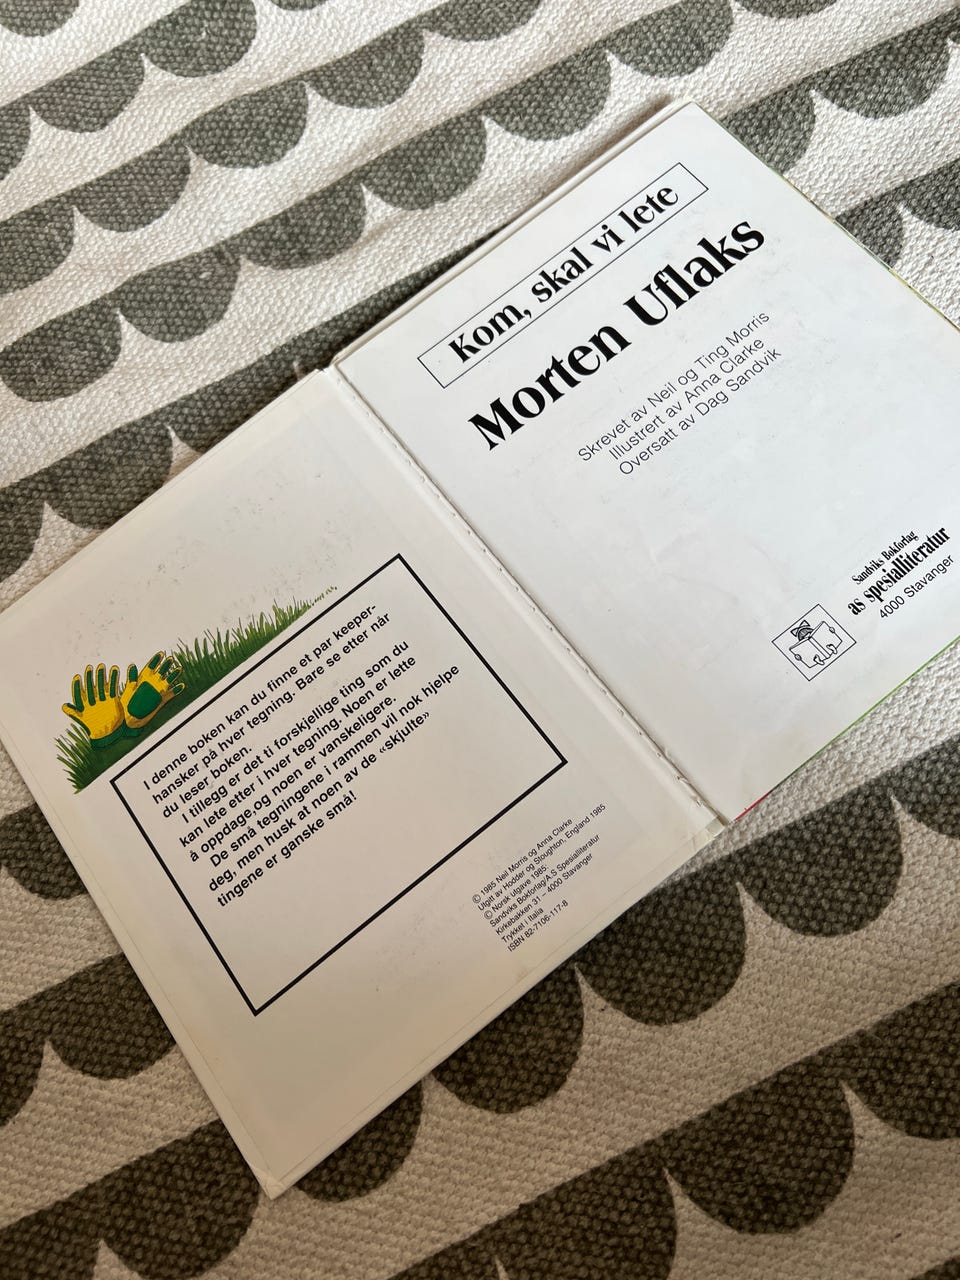 I denne boken kan du finne et par keeper-
hansker på hver tegning. Bare se etter når
du leser boken.
I tillegg er det ti forskjellige ting som du
kan lete etter i hver tegning. Noen er lette
å oppdage, og noen er vanskeligere.
De små tegningene i rammen vil nok hjelpe
deg, men husk at noen av de «skjulte»
tingene er ganske små!
© 1985 Neil Morris og Anna Clarke
Utgitt av Hodder og Stoughton, England 1985
© Norsk utgave 1985:
Sandviks Bokforlag/A.S Spesiallitteratur
Kirkebakken 31 – 4000 Stavanger
Trykket i Italia
ISBN 82-7106-117-8
Kom, skal vi lete
Morten Uflaks
Skrevet av Neil og Ting Morris
Illustrert av Anna Clarke
Oversatt av Dag Sandvik
Sandviks Bokforlag
as spesiallitteratur
4000 Stavanger